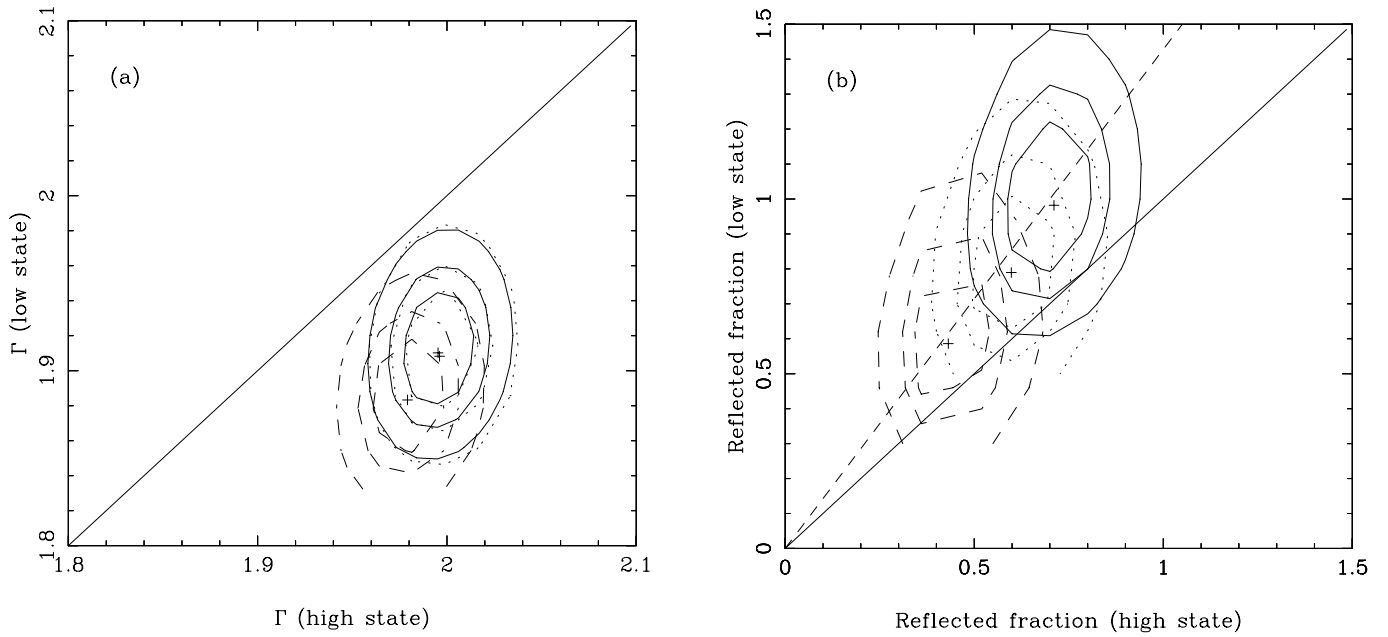 (a)
2.1
2
1.9
1.8
Γ (low state)
1.8
1.9
2
2.1
Γ (high state)
(b)
1.5
1
0.5
0
Reflected fraction (low state)
0
0.5
1
1.5
Reflected fraction (high state)